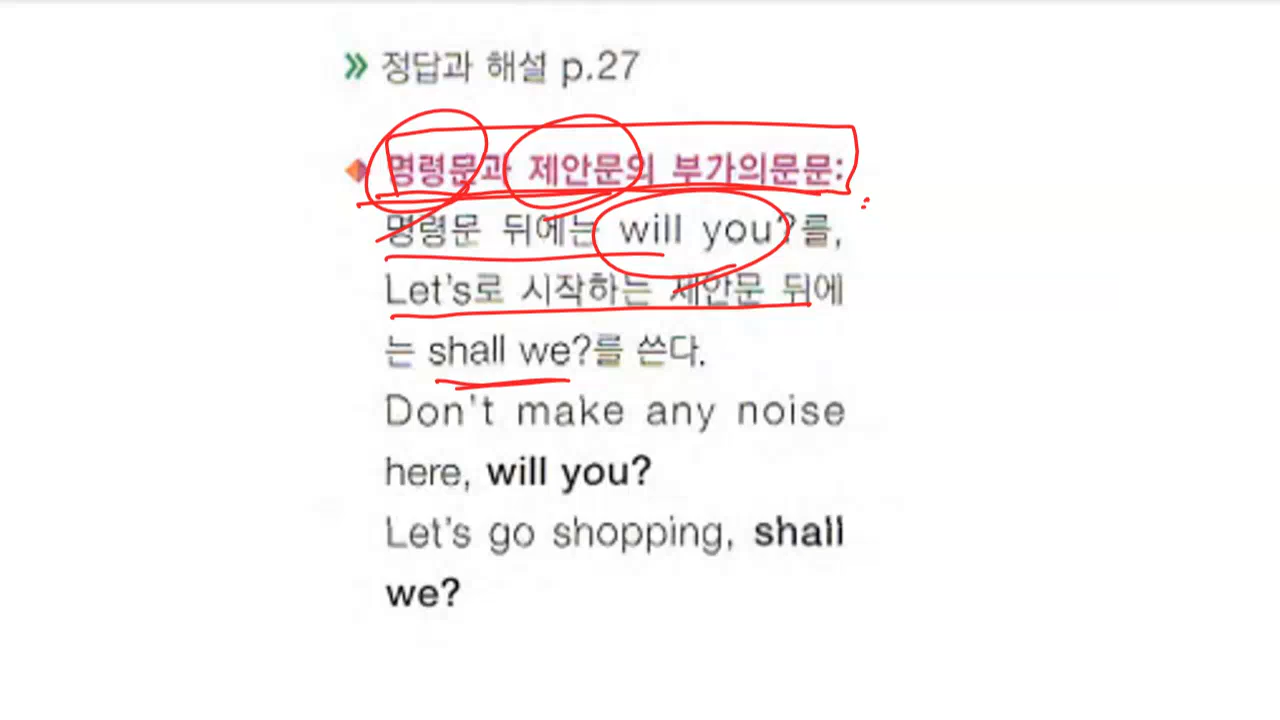 » 정답과 해설 p.27
명령문과 제안문의 부가의문문:
명령문 뒤에는 will you?를,
Let's로 시작하는 제안문 뒤에
는 shall we?를 쓴다.
Don't make any noise
here, will you?
Let's go shopping, shall
we?